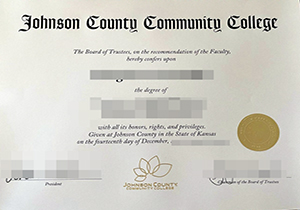 Johnson County Community College
The Board of Trustees, on the recommendation of the Faculty,
hereby confers upon
the degree of
with all its honors, rights, and privileges.
Given at Johnson County in the State of Kansas
on the fourteenth day of December,
President
of the Board of Trustees
JOHNSON COUNTY
COMMUNITY COLLEGE